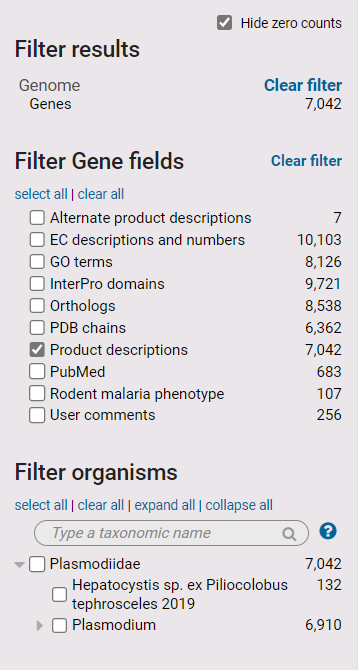 Hide zero counts
Filter results
Genome Clear filter
Genes 7,042
Filter Gene fields Clear filter
select all | clear all
Alternate product descriptions 7
EC descriptions and numbers 10,103
GO terms 8,126
InterPro domains 9,721
Orthologs 8,538
PDB chains 6,362
Product descriptions 7,042
PubMed 683
Rodent malaria phenotype 107
User comments 256
Filter organisms
select all | clear all | expand all | collapse all
Type a taxonomic name ?
Plasmodiidae 7,042
Hepatocystis sp. ex Piliocolobus 132
tephrosceles 2019
Plasmodium 6,910